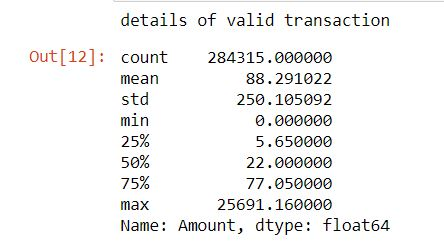 details of valid transaction
Out[12]: count    284315.000000
mean         88.291022
std         250.105092
min           0.000000
25%           5.650000
50%          22.000000
75%          77.050000
max       25691.160000
Name: Amount, dtype: float64